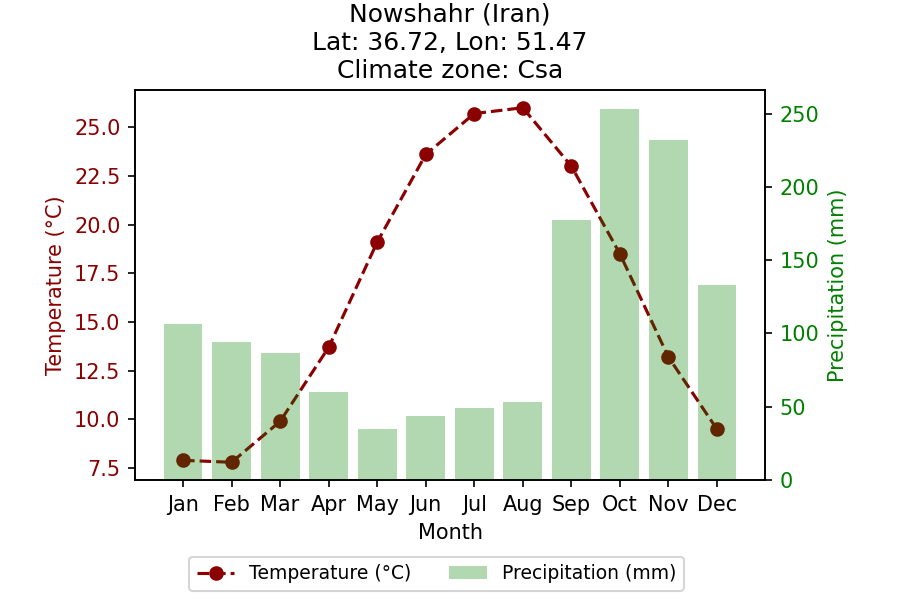 Nowshahr (Iran)
Lat: 36.72, Lon: 51.47
Climate zone: Csa
25.0
22.5
20.0
17.5
15.0
12.5
10.0
7.5
Temperature (°C)
250
200
150
100
50
0
Precipitation (mm)
Jan Feb Mar Apr May Jun Jul Aug Sep Oct Nov Dec
Month
Temperature (°C) Precipitation (mm)